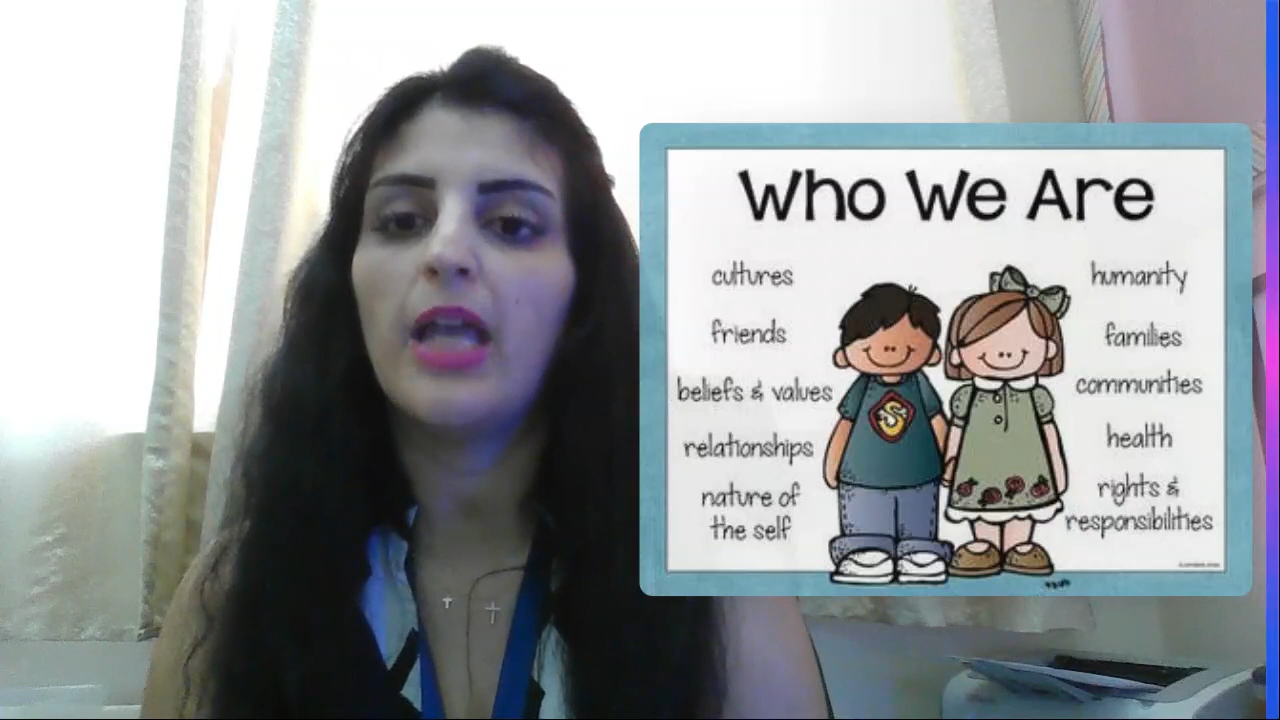 Who We Are
cultures
friends
beliefs & values
relationships
nature of
the self
S
humanity
families
communities
health
rights &
responsibilities